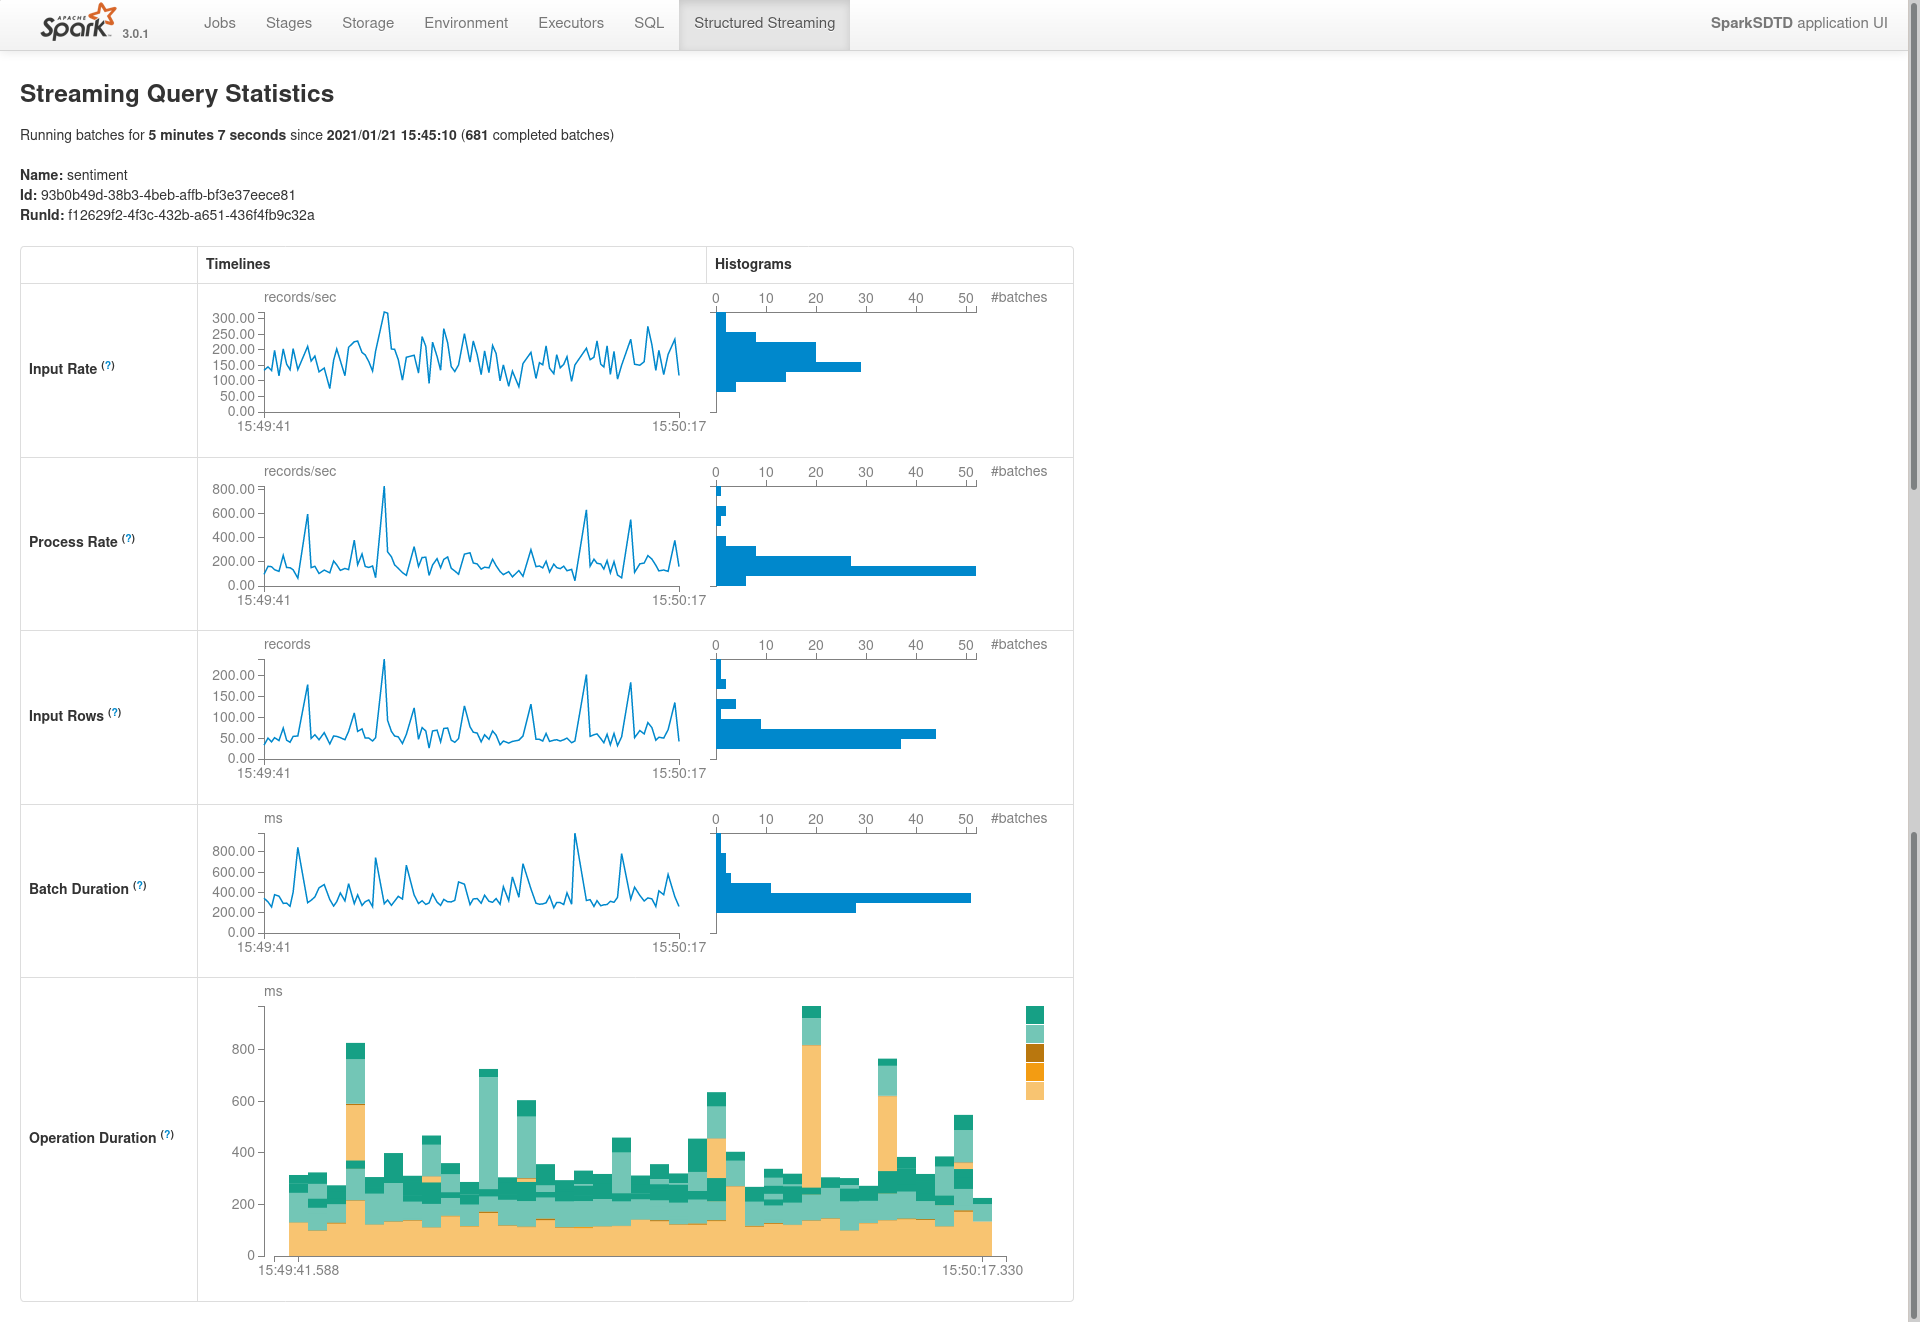 APACHE
Spark 3.0.1 Jobs Stages Storage Environment Executors SQL Structured Streaming SparkSDTD application UI
Streaming Query Statistics
Running batches for 5 minutes 7 seconds since 2021/01/21 15:45:10 (681 completed batches)
Name: sentiment
Id: 93b0b49d-38b3-4beb-affb-bf3e37eece81
RunId: f12629f2-4f3c-432b-a651-436f4fb9c32a
Timelines Histograms
Input Rate (?)
records/sec
300.00
250.00
200.00
150.00
100.00
50.00
0.00
15:49:41 15:50:17
0 10 20 30 40 50 #batches
Process Rate (?)
records/sec
800.00
600.00
400.00
200.00
0.00
15:49:41 15:50:17
0 10 20 30 40 50 #batches
Input Rows (?)
records
200.00
150.00
100.00
50.00
0.00
15:49:41 15:50:17
0 10 20 30 40 50 #batches
Batch Duration (?)
ms
800.00
600.00
400.00
200.00
0.00
15:49:41 15:50:17
0 10 20 30 40 50 #batches
Operation Duration (?)
ms
800
600
400
200
0
15:49:41.588 15:50:17.330